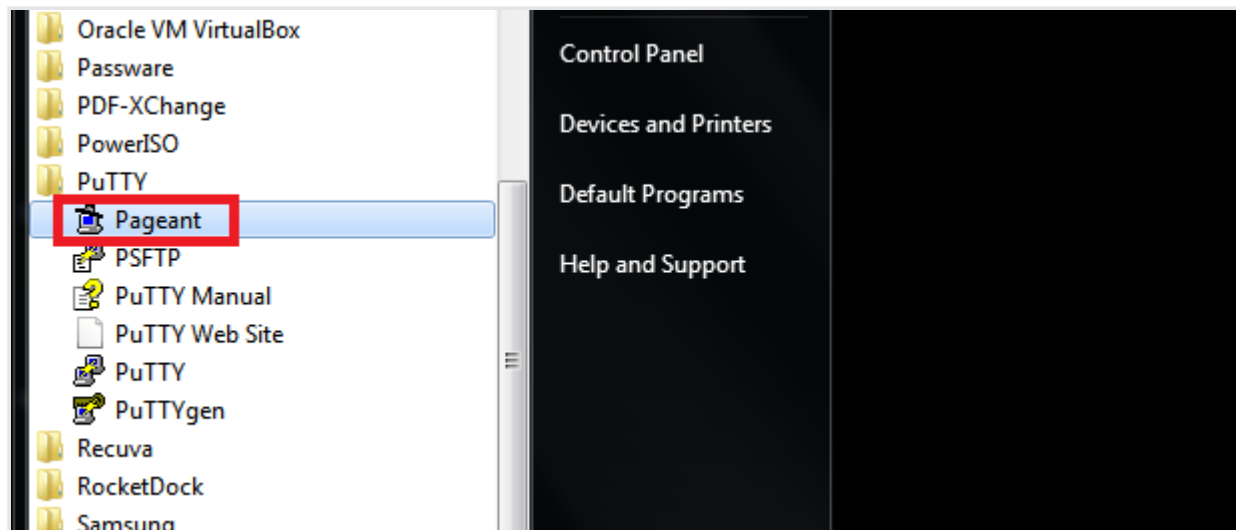 Oracle VM VirtualBox
Passware
PDF-XChange
PowerISO
PuTTY
Pageant
PSFTP
PuTTY Manual
PuTTY Web Site
PuTTY
PuTTYgen
Recuva
RocketDock
Samsung
Control Panel
Devices and Printers
Default Programs
Help and Support